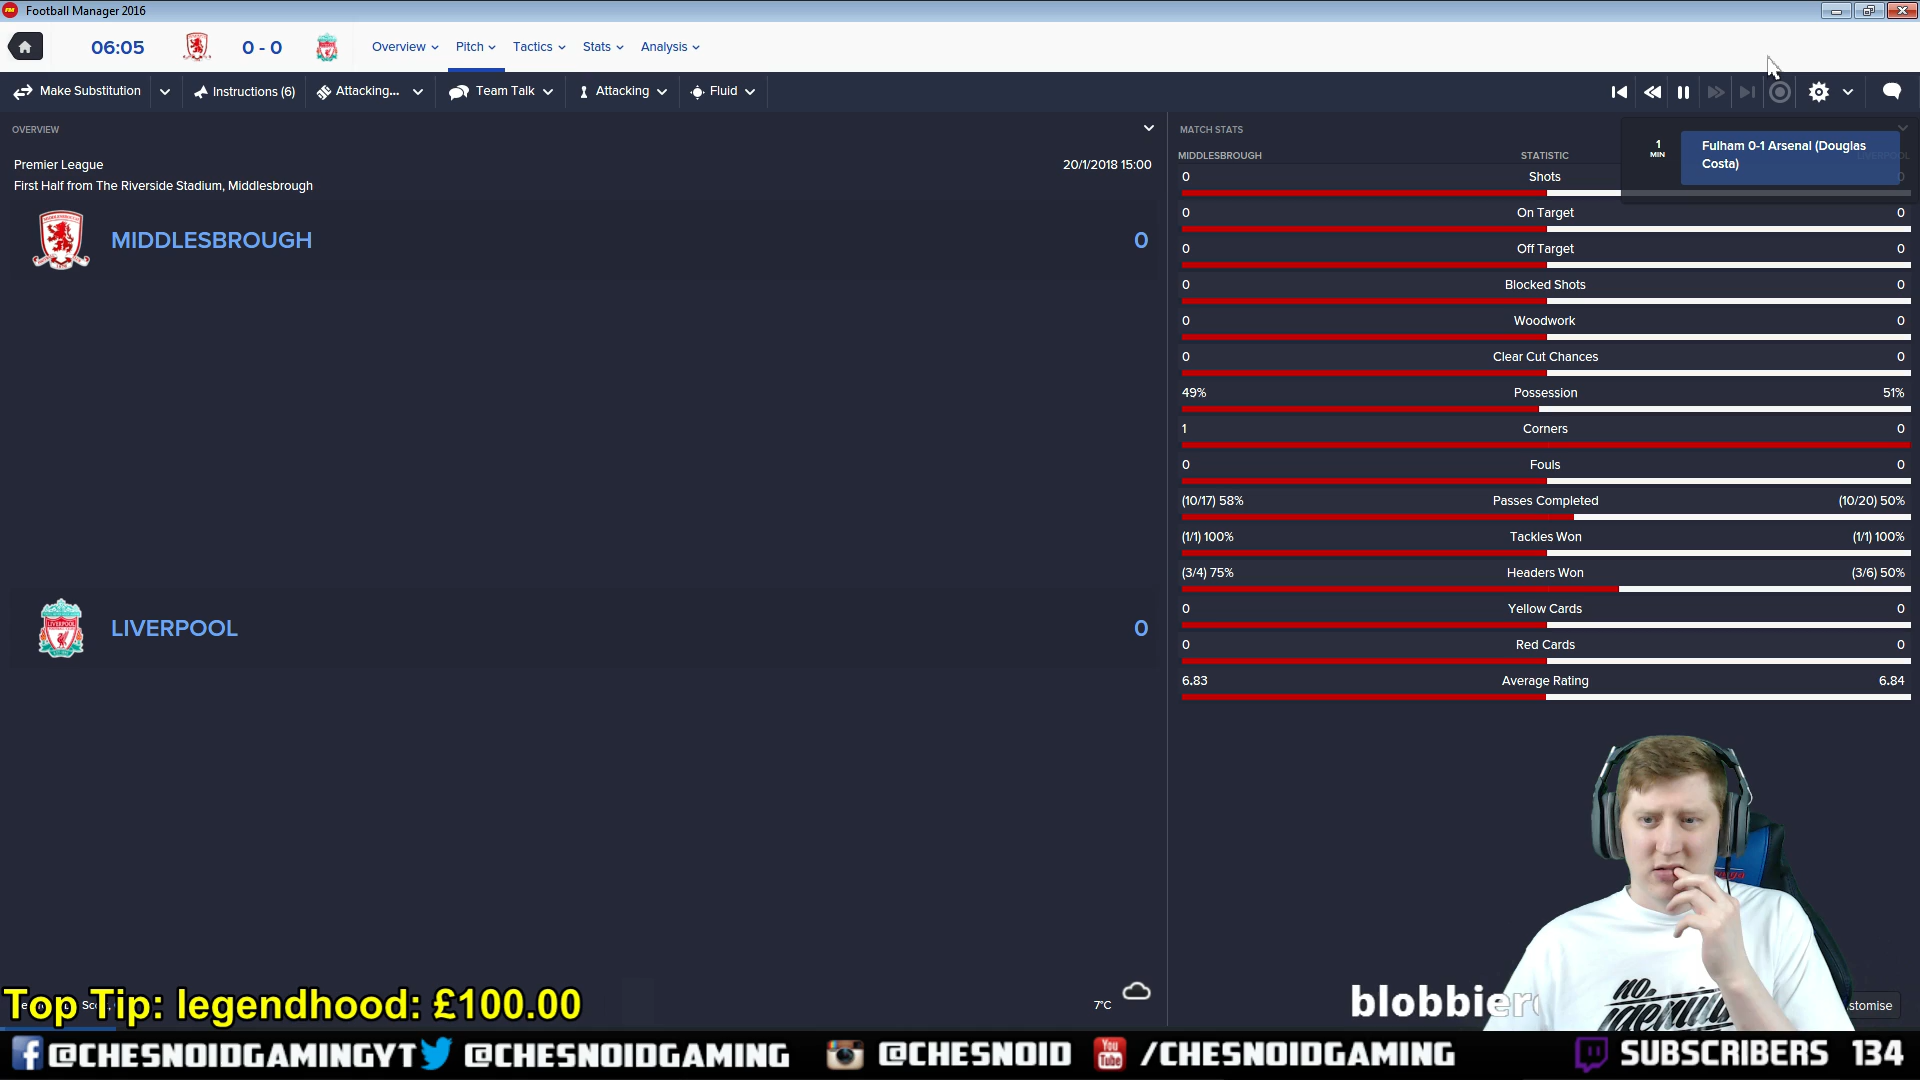 Football Manager 2016
06:05
0 - 0
Overview
Pitch
Tactics
Stats
Analysis
Make Substitution
Instructions (6)
Attacking...
Team Talk
Attacking
Fluid
OVERVIEW
Premier League
20/1/2018 15:00
First Half from The Riverside Stadium, Middlesbrough
MIDDLESBROUGH 0
LIVERPOOL 0
7°C
MATCH STATS
1 MIN
Fulham 0-1 Arsenal (Douglas
Costa)
MIDDLESBROUGH STATISTIC
0 Shots
0 On Target 0
0 Off Target 0
0 Blocked Shots 0
0 Woodwork 0
0 Clear Cut Chances 0
49% Possession 51%
1 Corners 0
0 Fouls 0
(10/17) 58% Passes Completed (10/20) 50%
(1/1) 100% Tackles Won (1/1) 100%
(3/4) 75% Headers Won (3/6) 50%
0 Yellow Cards 0
0 Red Cards 0
6.83 Average Rating 6.84
Top Tip: legendhood: £100.00
@CHESNOIDGAMINGYT
@CHESNOIDGAMING
@CHESNOID
/CHESNOIDGAMING
SUBSCRIBERS 134